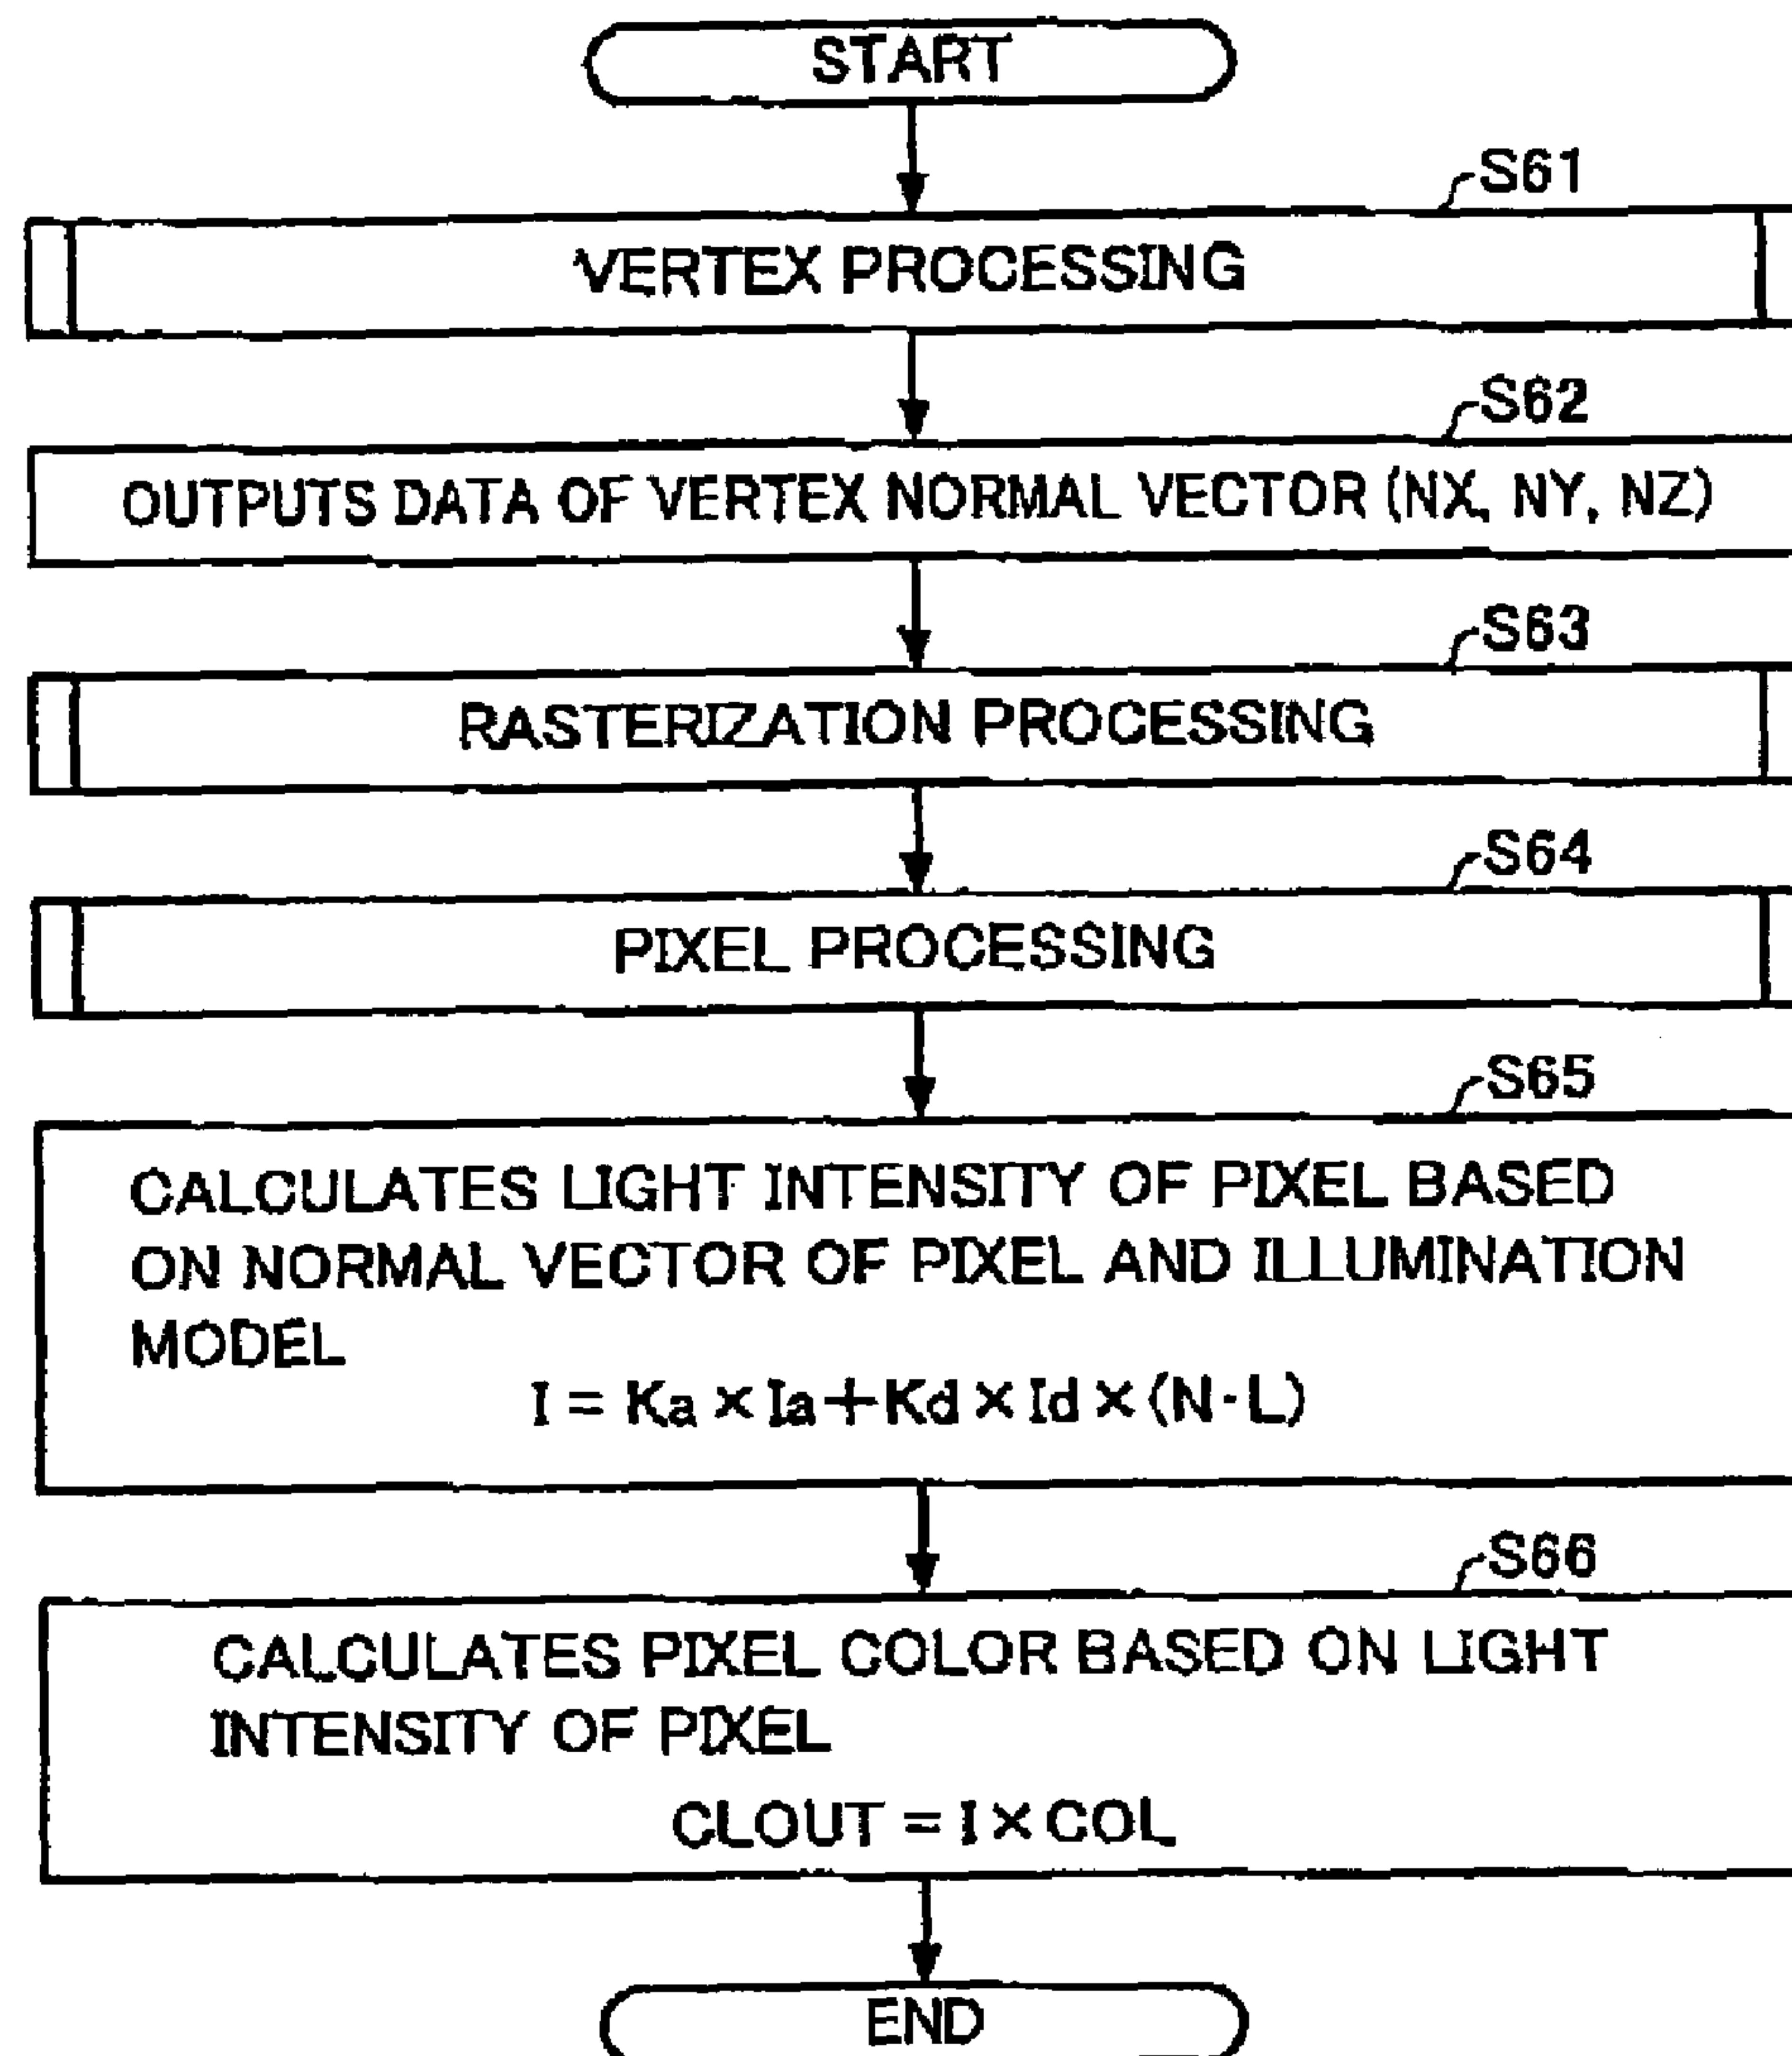 START
S61
VERTEX PROCESSING
S62
OUTPUTS DATA OF VERTEX NORMAL VECTOR (NX, NY, NZ)
S63
RASTERIZATION PROCESSING
S64
PIXEL PROCESSING
S65
CALCULATES LIGHT INTENSITY OF PIXEL BASED
ON NORMAL VECTOR OF PIXEL AND ILLUMINATION
MODEL
I = Ka × Ia + Kd × Id × (N · L)
S66
CALCULATES PIXEL COLOR BASED ON LIGHT
INTENSITY OF PIXEL
CLOUT = I × COL
END